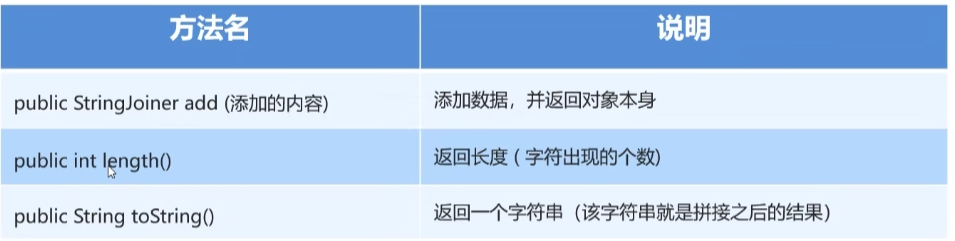 方法名 说明
public StringJoiner add (添加的内容) 添加数据，并返回对象本身
public int length() 返回长度 ( 字符出现的个数)
public String toString() 返回一个字符串（该字符串就是拼接之后的结果）